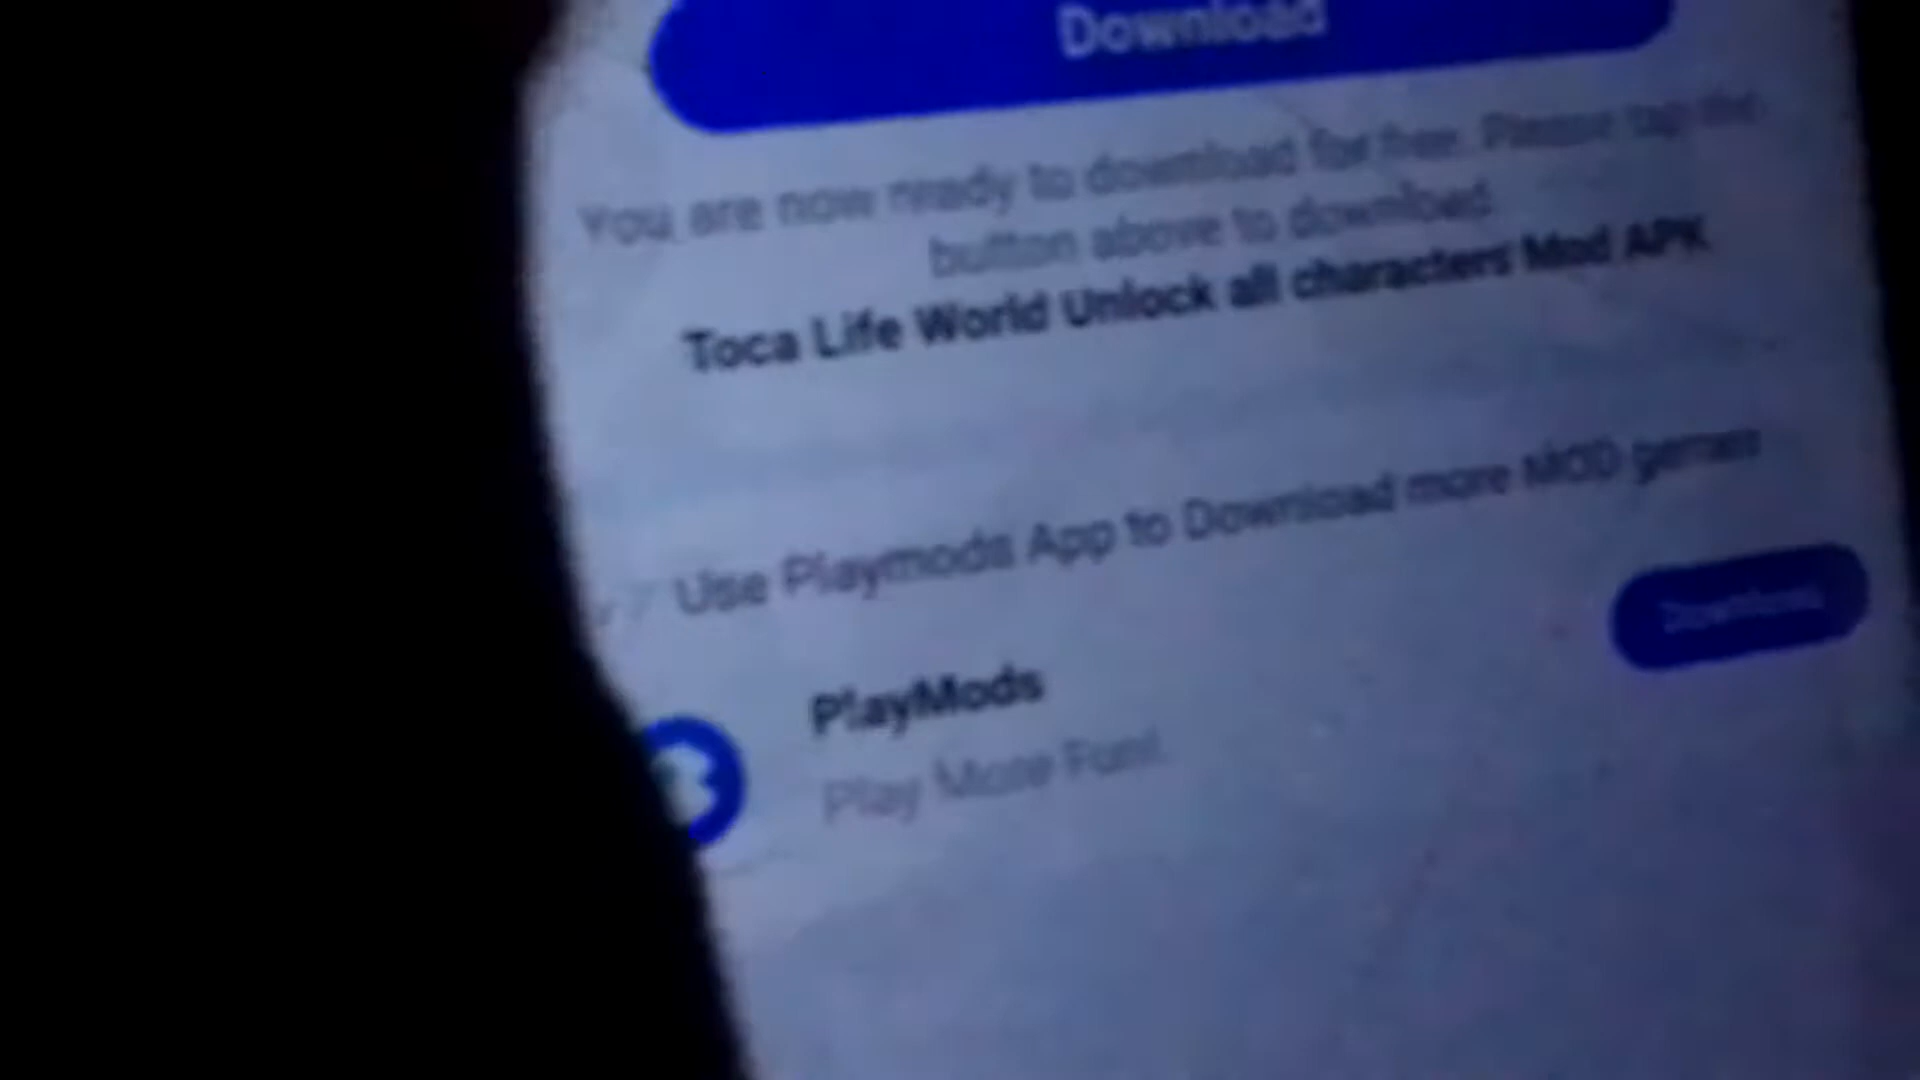 Download
You are now ready to download for free. Please tap the
button above to download
Toca Life World Unlock all characters Mod APK
Use Playmods App to Download more MOD games
Download
PlayMods
Play More Fun!